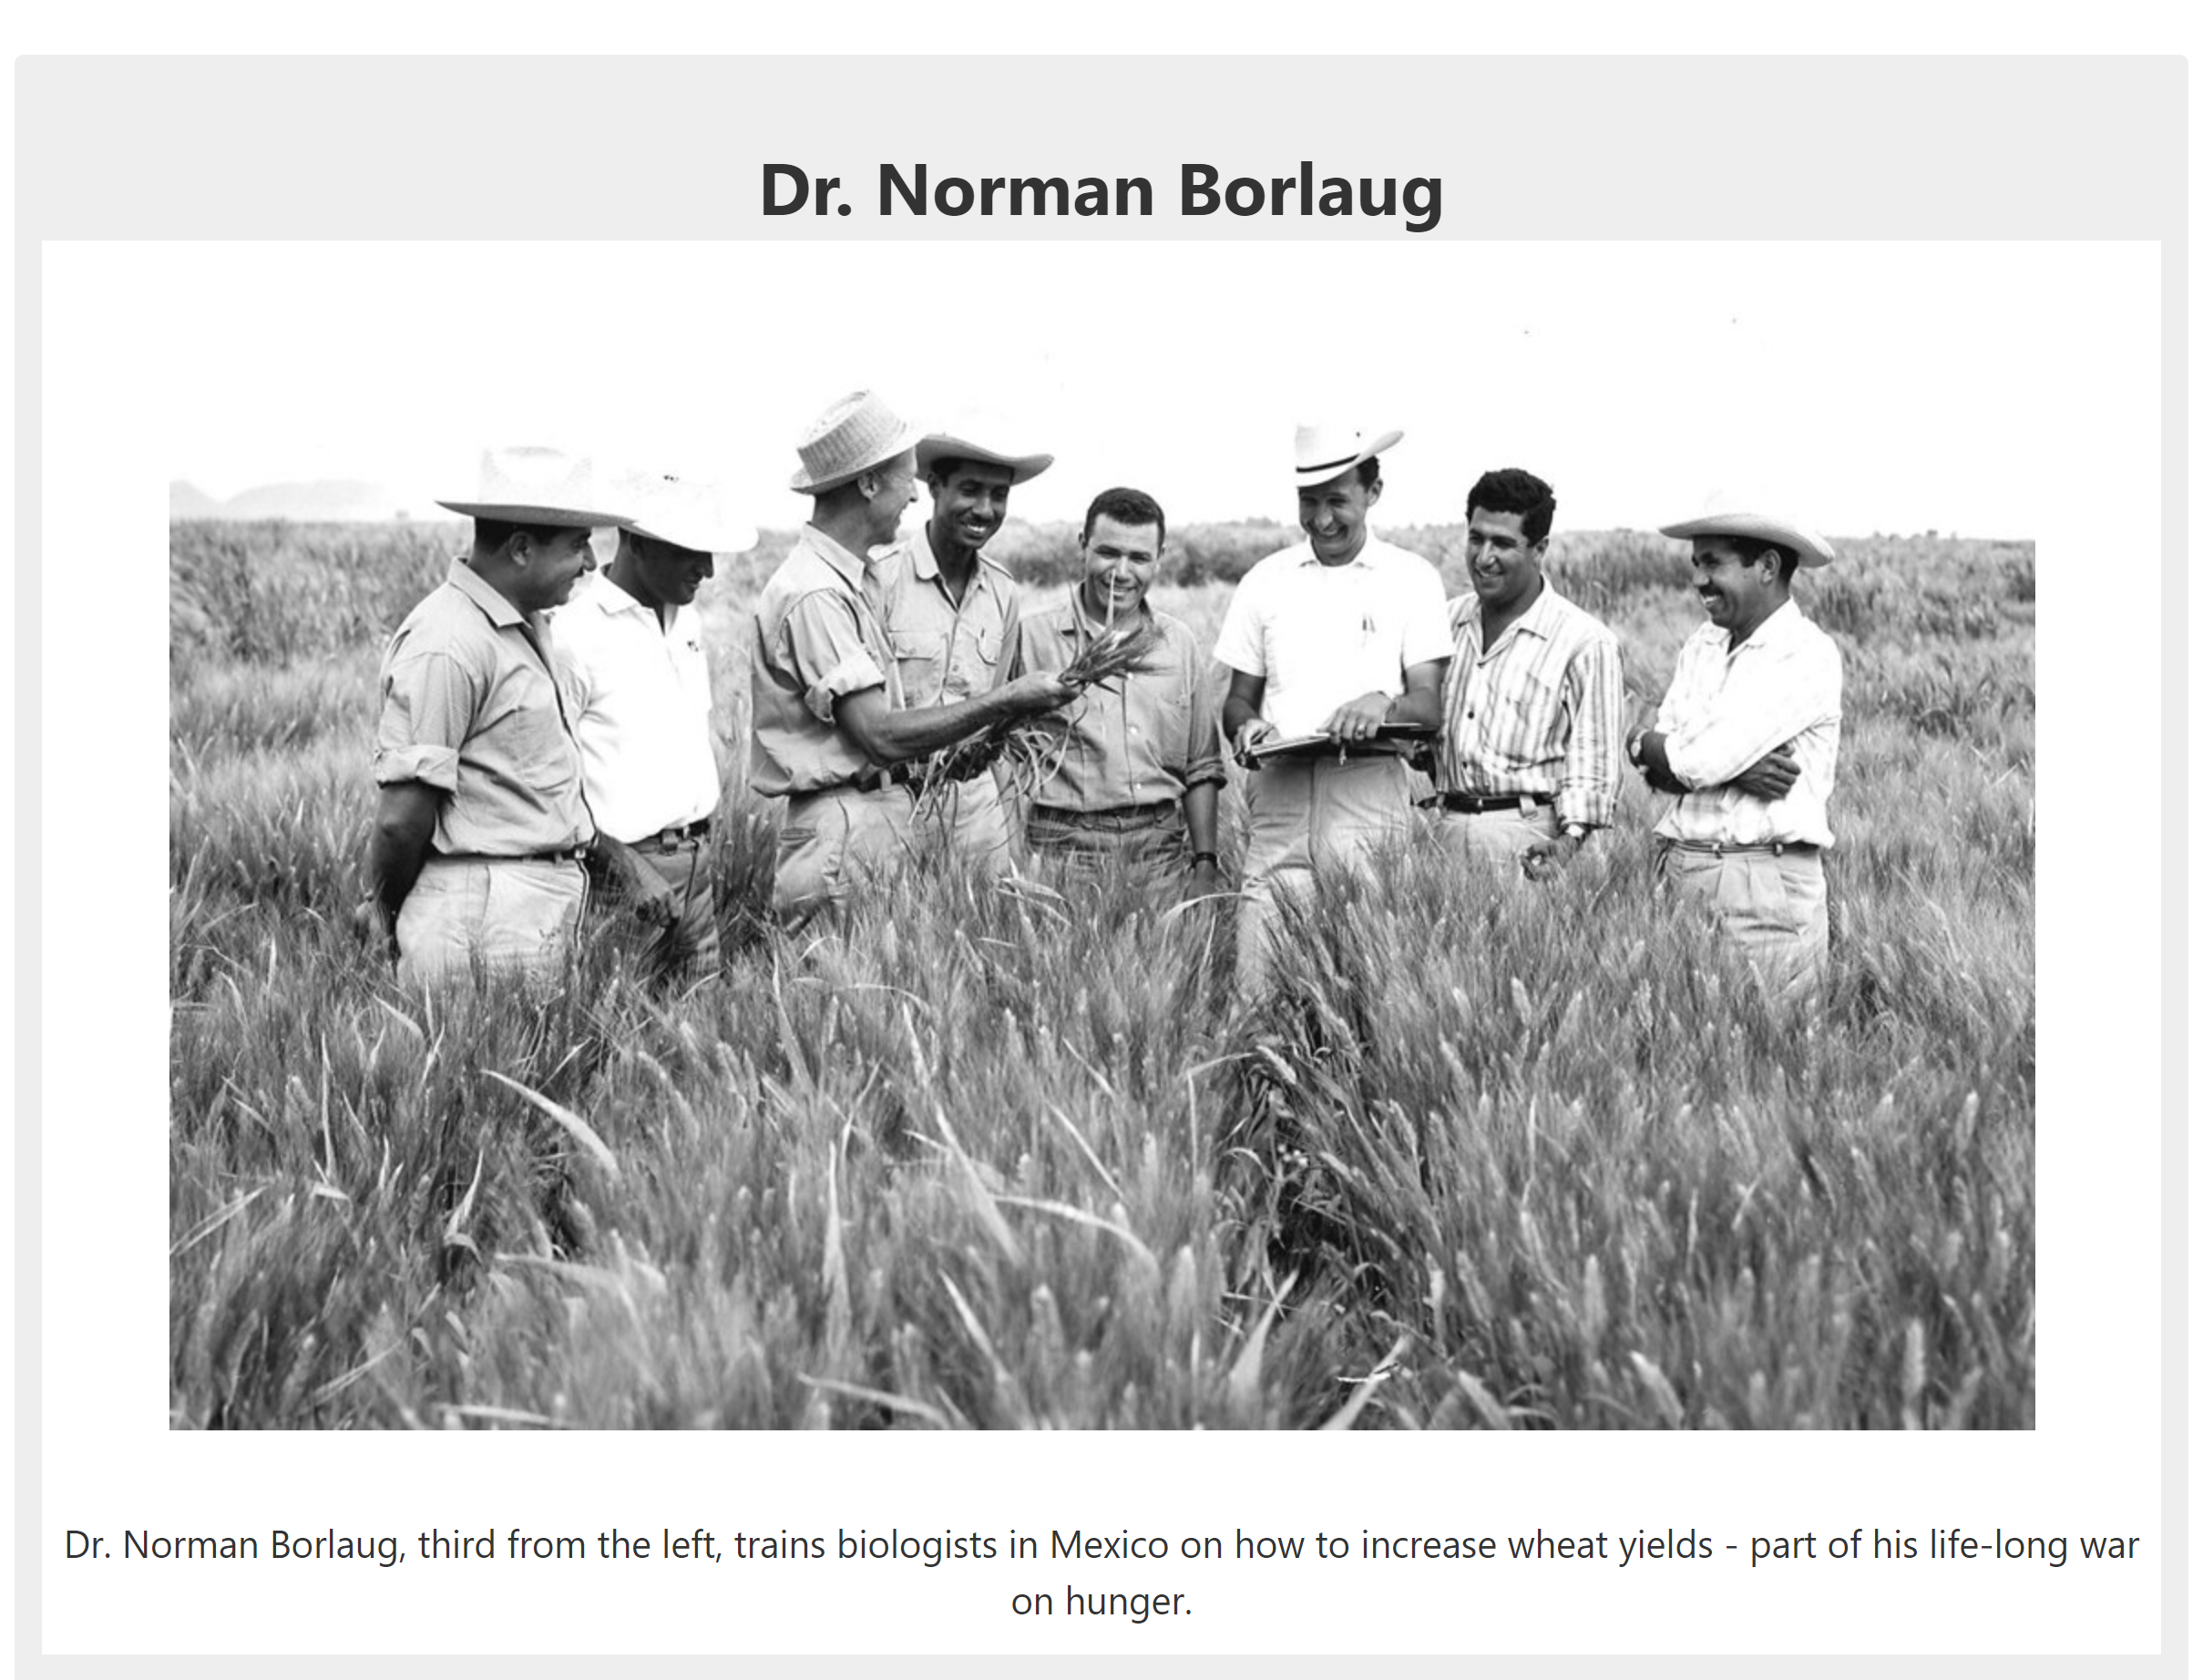 Dr. Norman Borlaug
Dr. Norman Borlaug, third from the left, trains biologists in Mexico on how to increase wheat yields - part of his life-long war
on hunger.